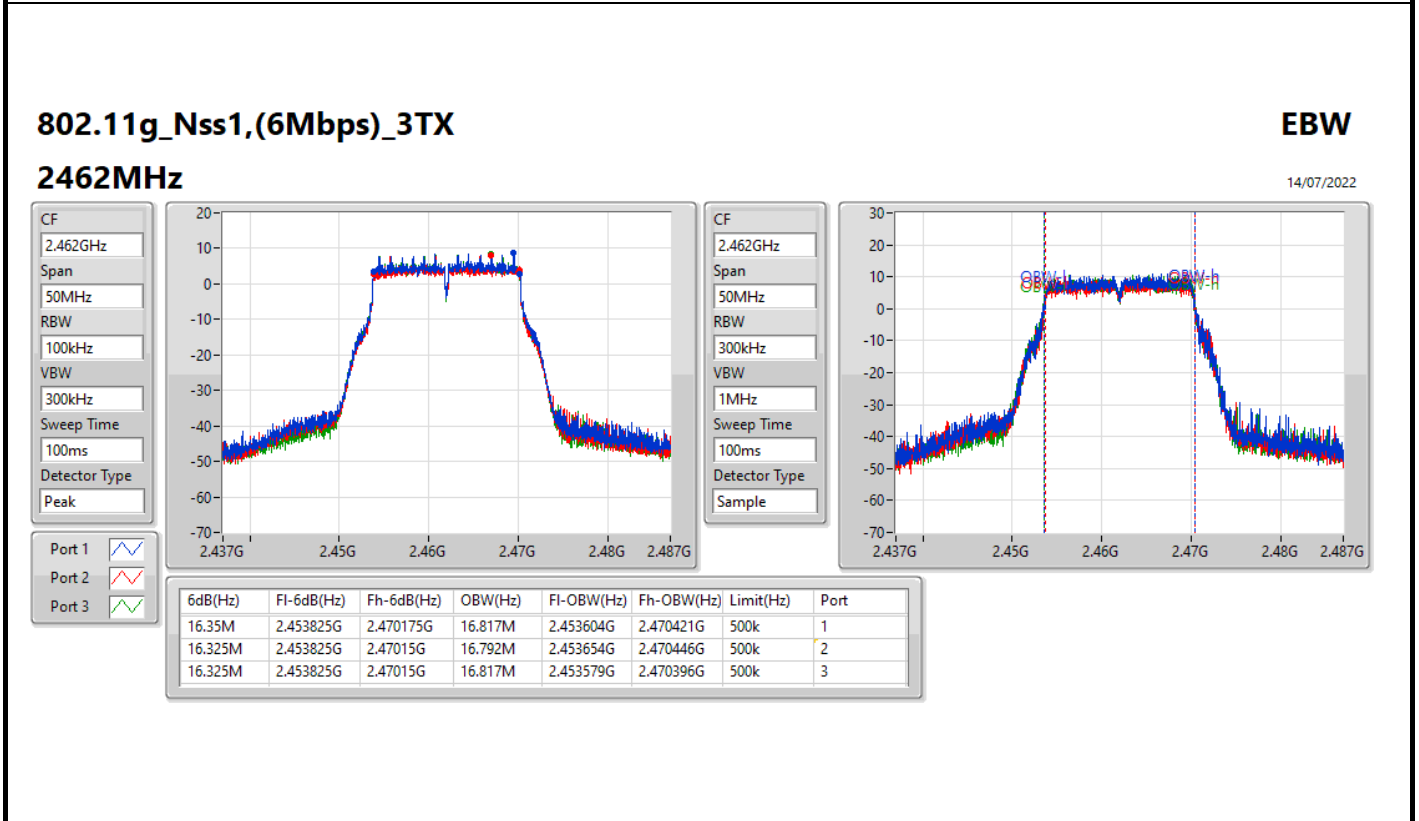 802.11g_Nss1,(6Mbps)_3TX
EBW
2462MHz
14/07/2022
CF
2.462GHz
Span
50MHz
RBW
100kHz
VBW
300kHz
Sweep Time
100ms
Detector Type
Peak
20
10
0
-10
-20
-30
-40
-50
-60
-70
2.437G 2.45G 2.46G 2.47G 2.48G 2.487G
CF
2.462GHz
Span
50MHz
RBW
300kHz
VBW
1MHz
Sweep Time
100ms
Detector Type
Sample
30
20
10
0
-10
-20
-30
-40
-50
-60
-70
OBW-h
2.437G 2.45G 2.46G 2.47G 2.48G 2.487G
Port 1
Port 2
Port 3
6dB(Hz) Fl-6dB(Hz) Fh-6dB(Hz) OBW(Hz) Fl-OBW(Hz) Fh-OBW(Hz) Limit(Hz) Port
16.35M 2.453825G 2.470175G 16.817M 2.453604G 2.470421G 500k 1
16.325M 2.453825G 2.47015G 16.792M 2.453654G 2.470446G 500k 2
16.325M 2.453825G 2.47015G 16.817M 2.453579G 2.470396G 500k 3